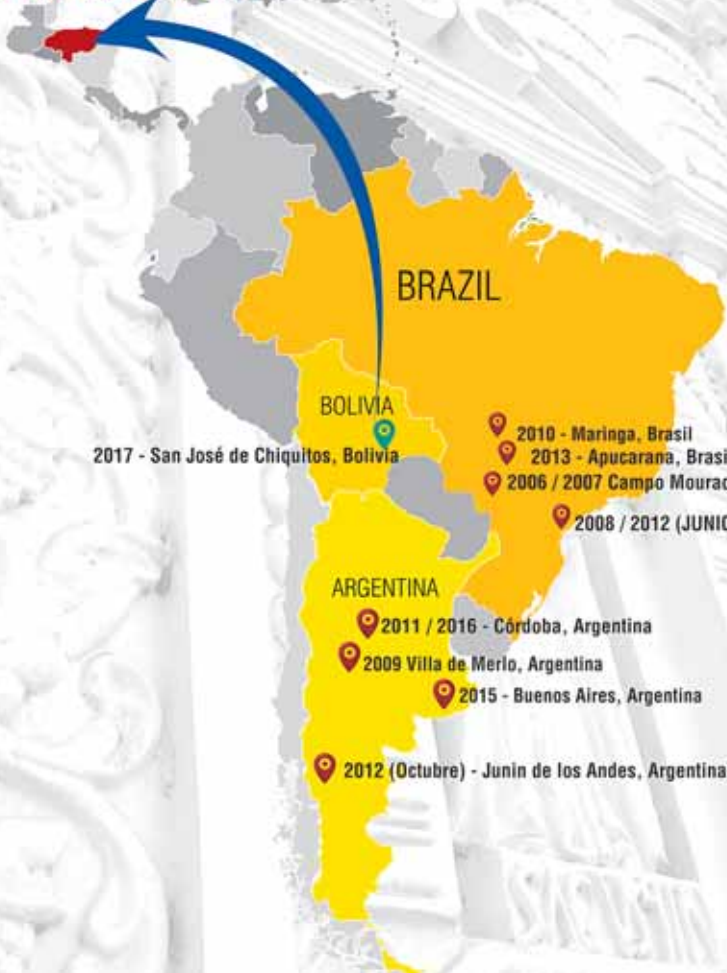 BRAZIL
BOLIVIA
2017 - San José de Chiquitos, Bolivia
2010 - Maringa, Brasil
2013 - Apucarana, Brasi
2006 / 2007 Campo Mourao
2008 / 2012 (JUNIO
ARGENTINA
2011 / 2016 - Córdoba, Argentina
2009 Villa de Merlo, Argentina
2015 - Buenos Aires, Argentina
2012 (Octubre) - Junin de los Andes, Argentina